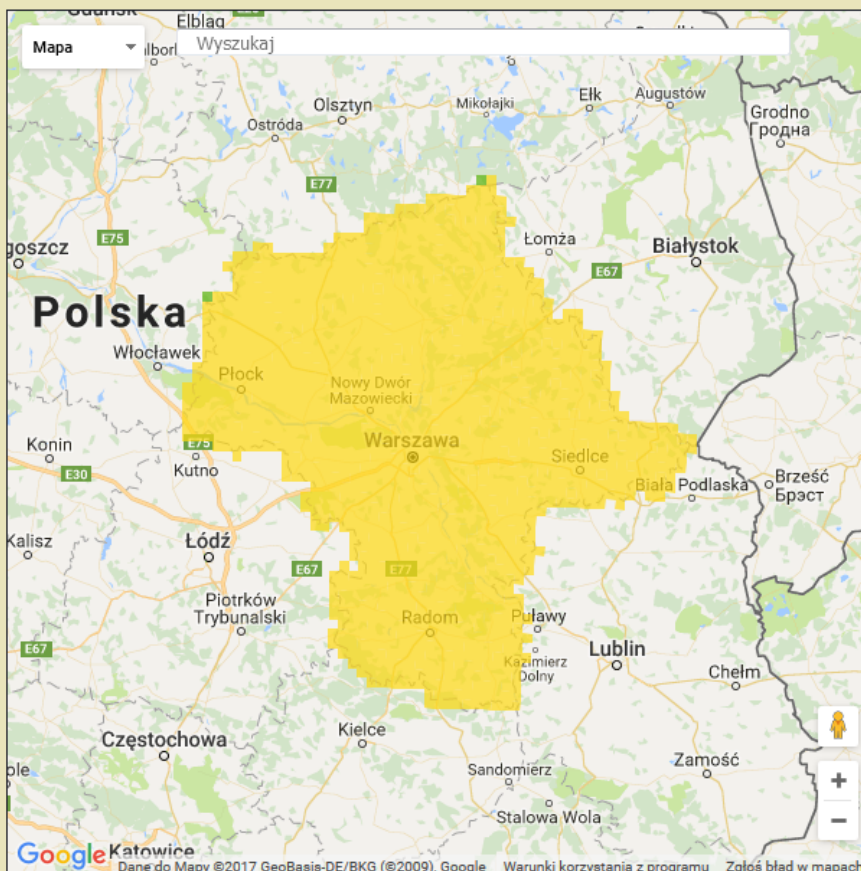 Elbląg
Mapa
Wyszukaj
Olsztyn
Mikołajki
Ełk
Augustów
Ostróda
Grodno
Гродна
E77
E75
Łomża
Białystok
E67
Polska
Włocławek
Płock
Nowy Dwór
Mazowiecki
Warszawa
E75
Konin
Kutno
Siedlce
E30
Biała Podlaska
Brześć
Брэст
Kalisz
Łódź
E67
E77
Piotrków
Trybunalski
Radom
Puławy
E67
Lublin
Kazimierz
Dolny
Chełm
Kielce
Częstochowa
Zamość
Sandomierz
Stalowa Wola
Google
Katowice
Dane do Mapy ©2017 GeoBasis-DE/BKG (©2009), Google Warunki korzystania z programu Zgłoś błąd w mapach